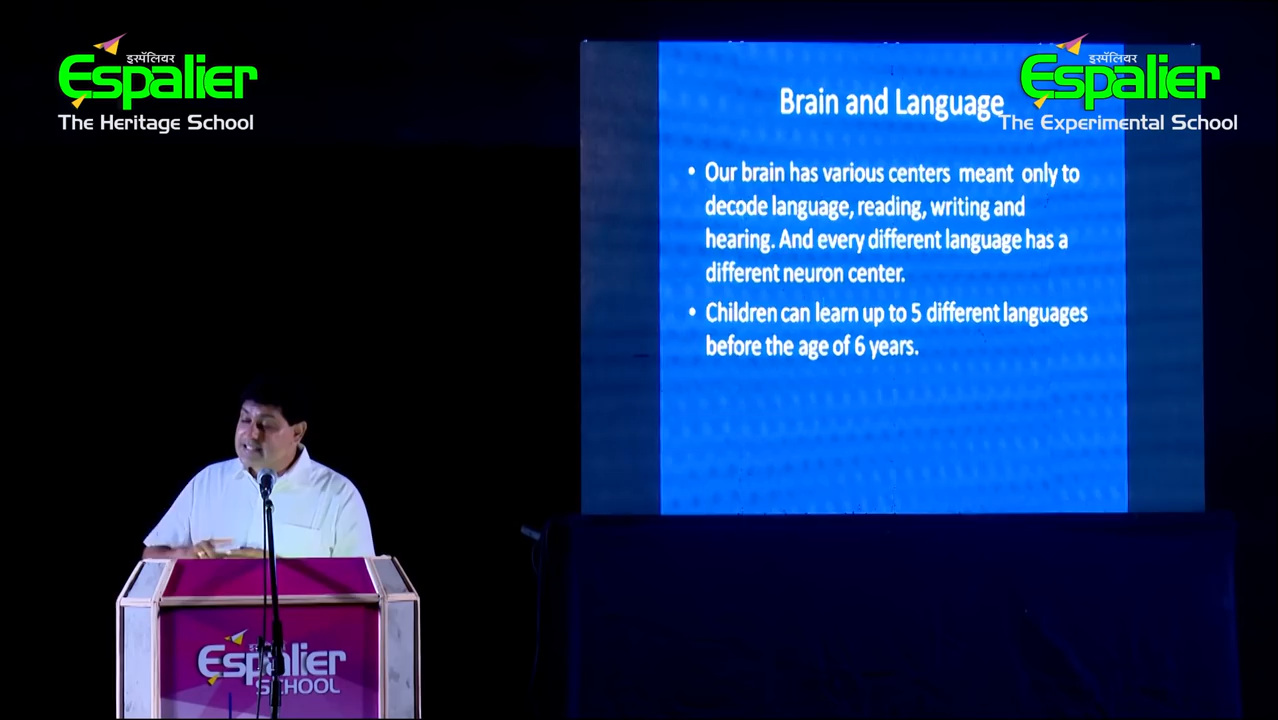 इस्पॅलियर
Espalier
The Heritage School
इस्पॅलियर
Espalier
The Experimental School
Brain and Language
• Our brain has various centers meant only to
decode language, reading, writing and
hearing. And every different language has a
different neuron center.
• Children can learn up to 5 different languages
before the age of 6 years.
Espalier
SCHOOL